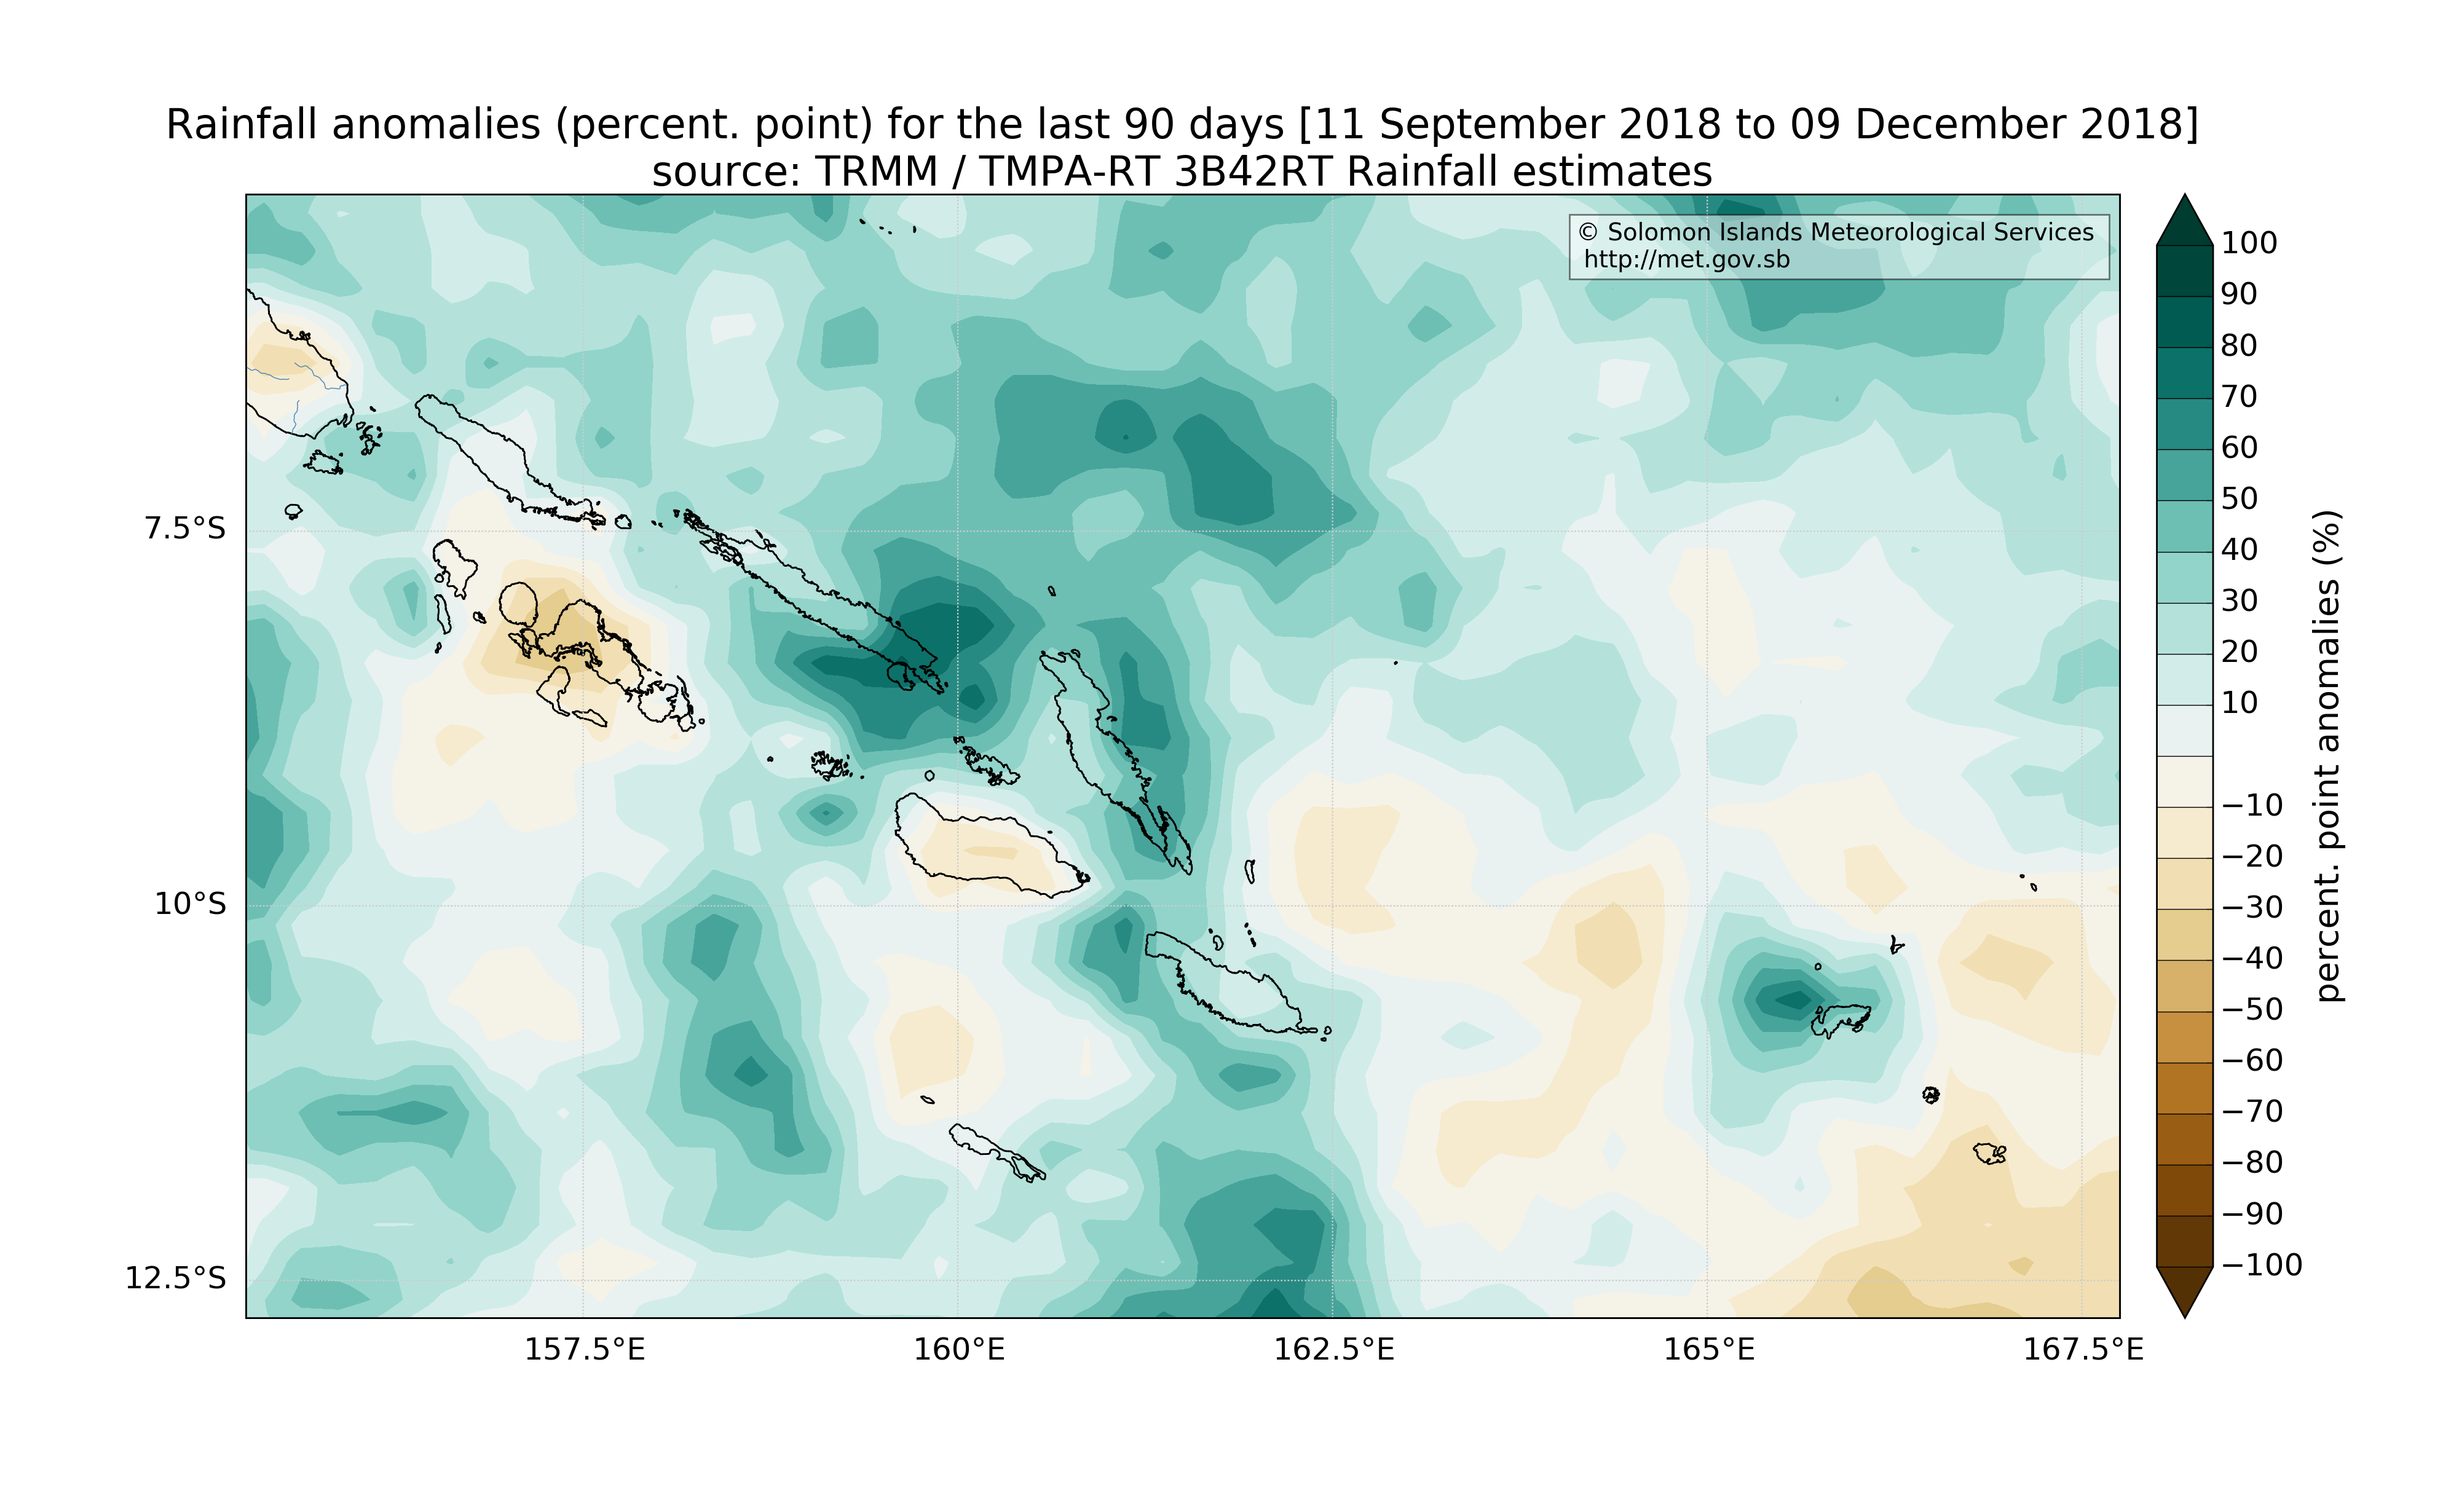 Rainfall anomalies (percent. point) for the last 90 days [11 September 2018 to 09 December 2018]
source: TRMM / TMPA-RT 3B42RT Rainfall estimates
© Solomon Islands Meteorological Services
http://met.gov.sb
7.5°S
10°S
12.5°S
157.5°E
160°E
162.5°E
165°E
167.5°E
100
90
80
70
60
50
40
30
20
10
−10
−20
−30
−40
−50
−60
−70
−80
−90
−100
percent. point anomalies (%)